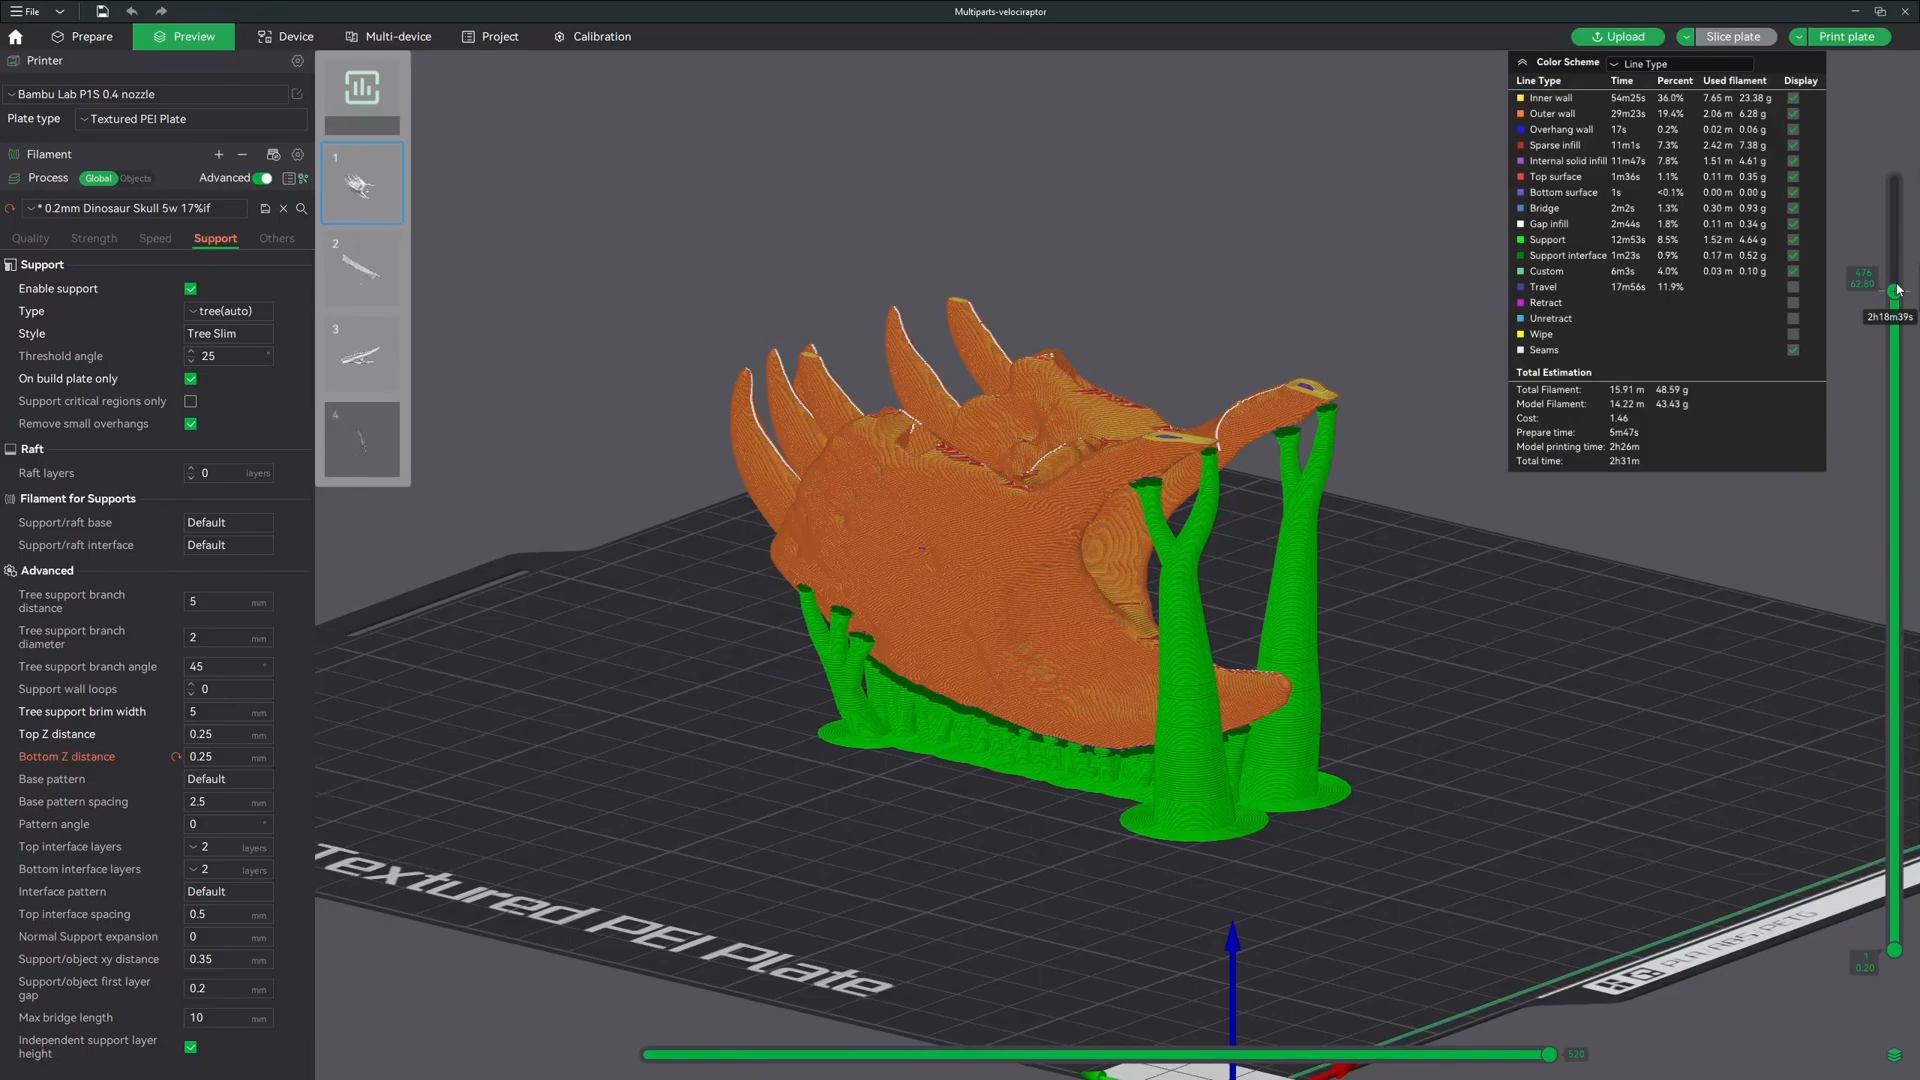 File
Multiparts-velociraptor
Prepare
Preview
Device
Multi-device
Project
Calibration
Upload
Slice plate
Print plate
Printer
Bambu Lab P1S 0.4 nozzle
Plate type
Textured PEI Plate
Filament
Process
Global
Objects
Advanced
* 0.2mm Dinosaur Skull 5w 17%if
Quality
Strength
Speed
Support
Others
Support
Enable support
Type
tree(auto)
Style
Tree Slim
Threshold angle
25 °
On build plate only
Support critical regions only
Remove small overhangs
Raft
Raft layers
0 layers
Filament for Supports
Support/raft base
Default
Support/raft interface
Default
Advanced
Tree support branch
distance
5 mm
Tree support branch
diameter
2 mm
Tree support branch angle
45 °
Support wall loops
0
Tree support brim width
5 mm
Top Z distance
0.25 mm
Bottom Z distance
0.25 mm
Base pattern
Default
Base pattern spacing
2.5 mm
Pattern angle
0 °
Top interface layers
2 layers
Bottom interface layers
2 layers
Interface pattern
Default
Top interface spacing
0.5 mm
Normal Support expansion
0 mm
Support/object xy distance
0.35 mm
Support/object first layer
gap
0.2 mm
Max bridge length
10 mm
Independent support layer
height
1
2
3
4
Color Scheme
Line Type
Line Type Time Percent Used filament Display
Inner wall 54m25s 36.0% 7.65 m 23.38 g
Outer wall 29m23s 19.4% 2.06 m 6.28 g
Overhang wall 17s 0.2% 0.02 m 0.06 g
Sparse infill 11m1s 7.3% 2.42 m 7.38 g
Internal solid infill 11m47s 7.8% 1.51 m 4.61 g
Top surface 1m36s 1.1% 0.11 m 0.35 g
Bottom surface 1s <0.1% 0.00 m 0.00 g
Bridge 2m2s 1.3% 0.30 m 0.93 g
Gap infill 2m44s 1.8% 0.11 m 0.34 g
Support 12m53s 8.5% 1.52 m 4.64 g
Support interface 1m23s 0.9% 0.17 m 0.52 g
Custom 6m3s 4.0% 0.03 m 0.10 g
Travel 17m56s 11.9%
Retract
Unretract
Wipe
Seams
Total Estimation
Total Filament: 15.91 m 48.59 g
Model Filament: 14.22 m 43.43 g
Cost: 1.46
Prepare time: 5m47s
Model printing time: 2h26m
Total time: 2h31m
476
62.80
2h18m39s
1
0.20
520
Textured PEI Plate
PLA/ABS/PETG